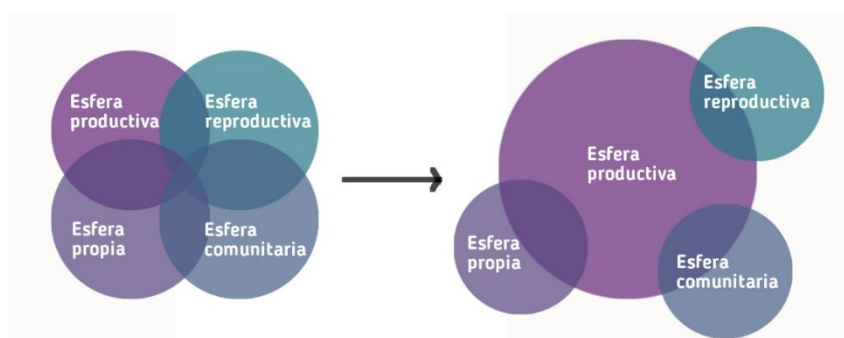 Esfera
productiva
Esfera
reproductiva
Esfera
propia
Esfera
comunitaria
Esfera
reproductiva
Esfera
productiva
Esfera
propia
Esfera
comunitaria